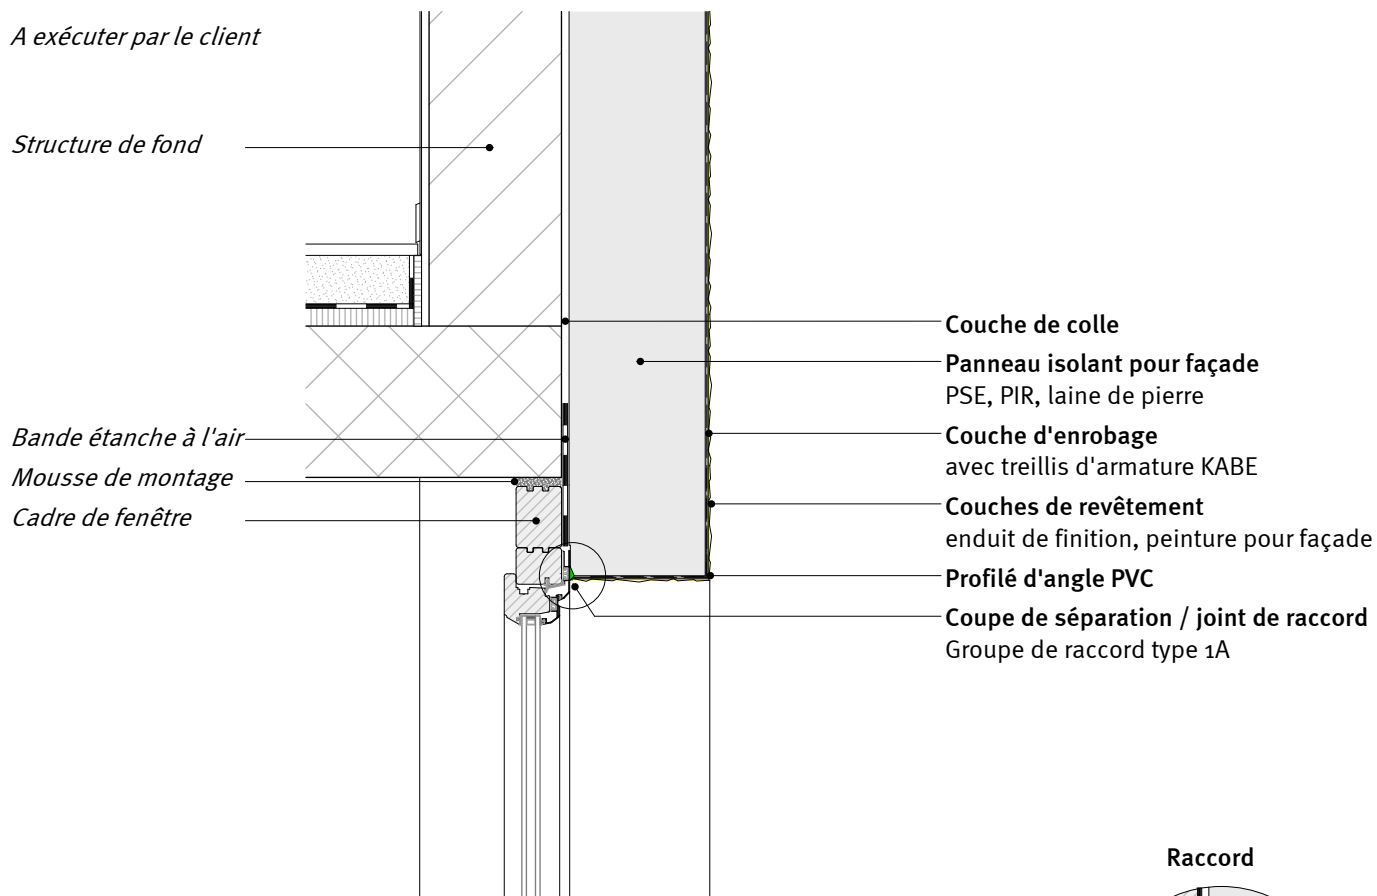 A exécuter par le client
Structure de fond
Bande étanche à l'air
Mousse de montage
Cadre de fenêtre
Couche de colle
Panneau isolant pour façade
PSE, PIR, laine de pierre
Couche d'enrobage
avec treillis d'armature KABE
Couches de revêtement
enduit de finition, peinture pour façade
Profilé d'angle PVC
Coupe de séparation / joint de raccord
Groupe de raccord type 1A
Raccord